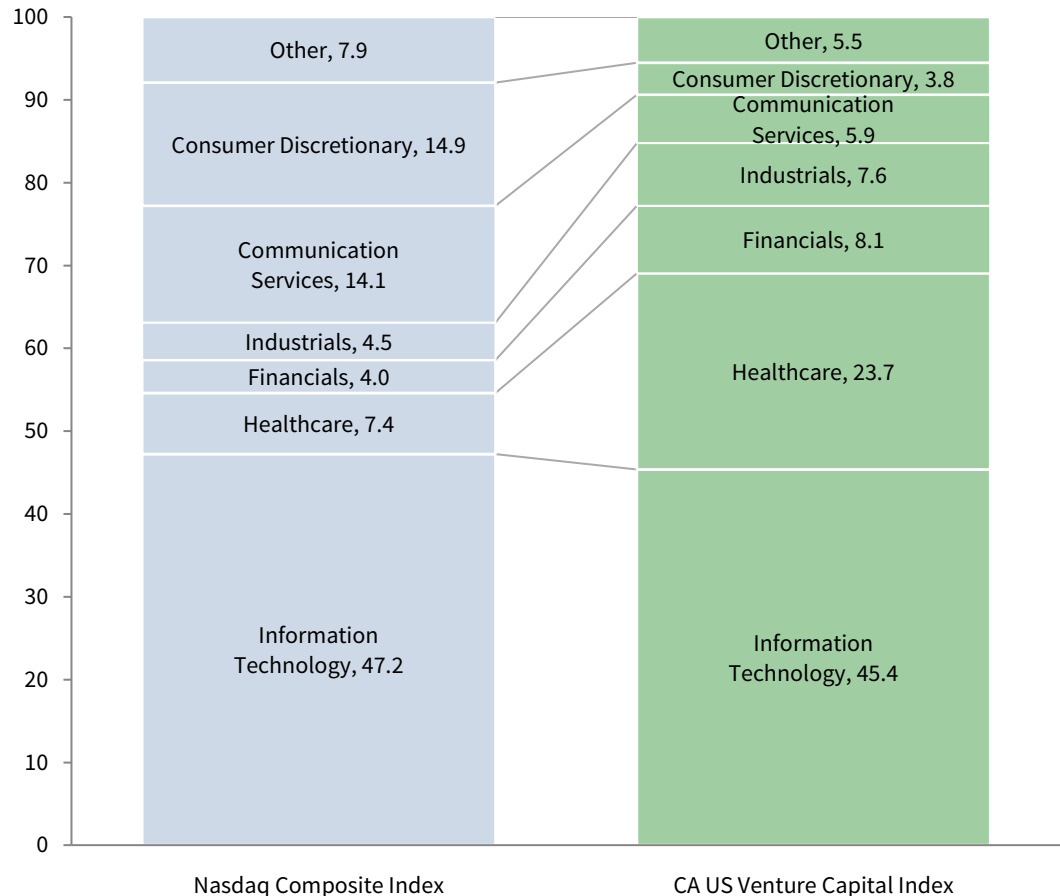 100
90
80
70
60
50
40
30
20
10
0
Other, 7.9
Consumer Discretionary, 14.9
Communication
Services, 14.1
Industrials, 4.5
Financials, 4.0
Healthcare, 7.4
Information
Technology, 47.2
Nasdaq Composite Index
Other, 5.5
Consumer Discretionary, 3.8
Communication
Services, 5.9
Industrials, 7.6
Financials, 8.1
Healthcare, 23.7
Information
Technology, 45.4
CA US Venture Capital Index